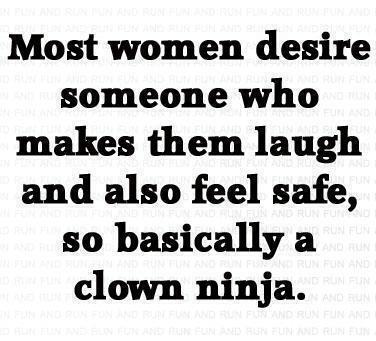 Most women desire
someone who
makes them laugh
and also feel safe,
so basically a
clown ninja.